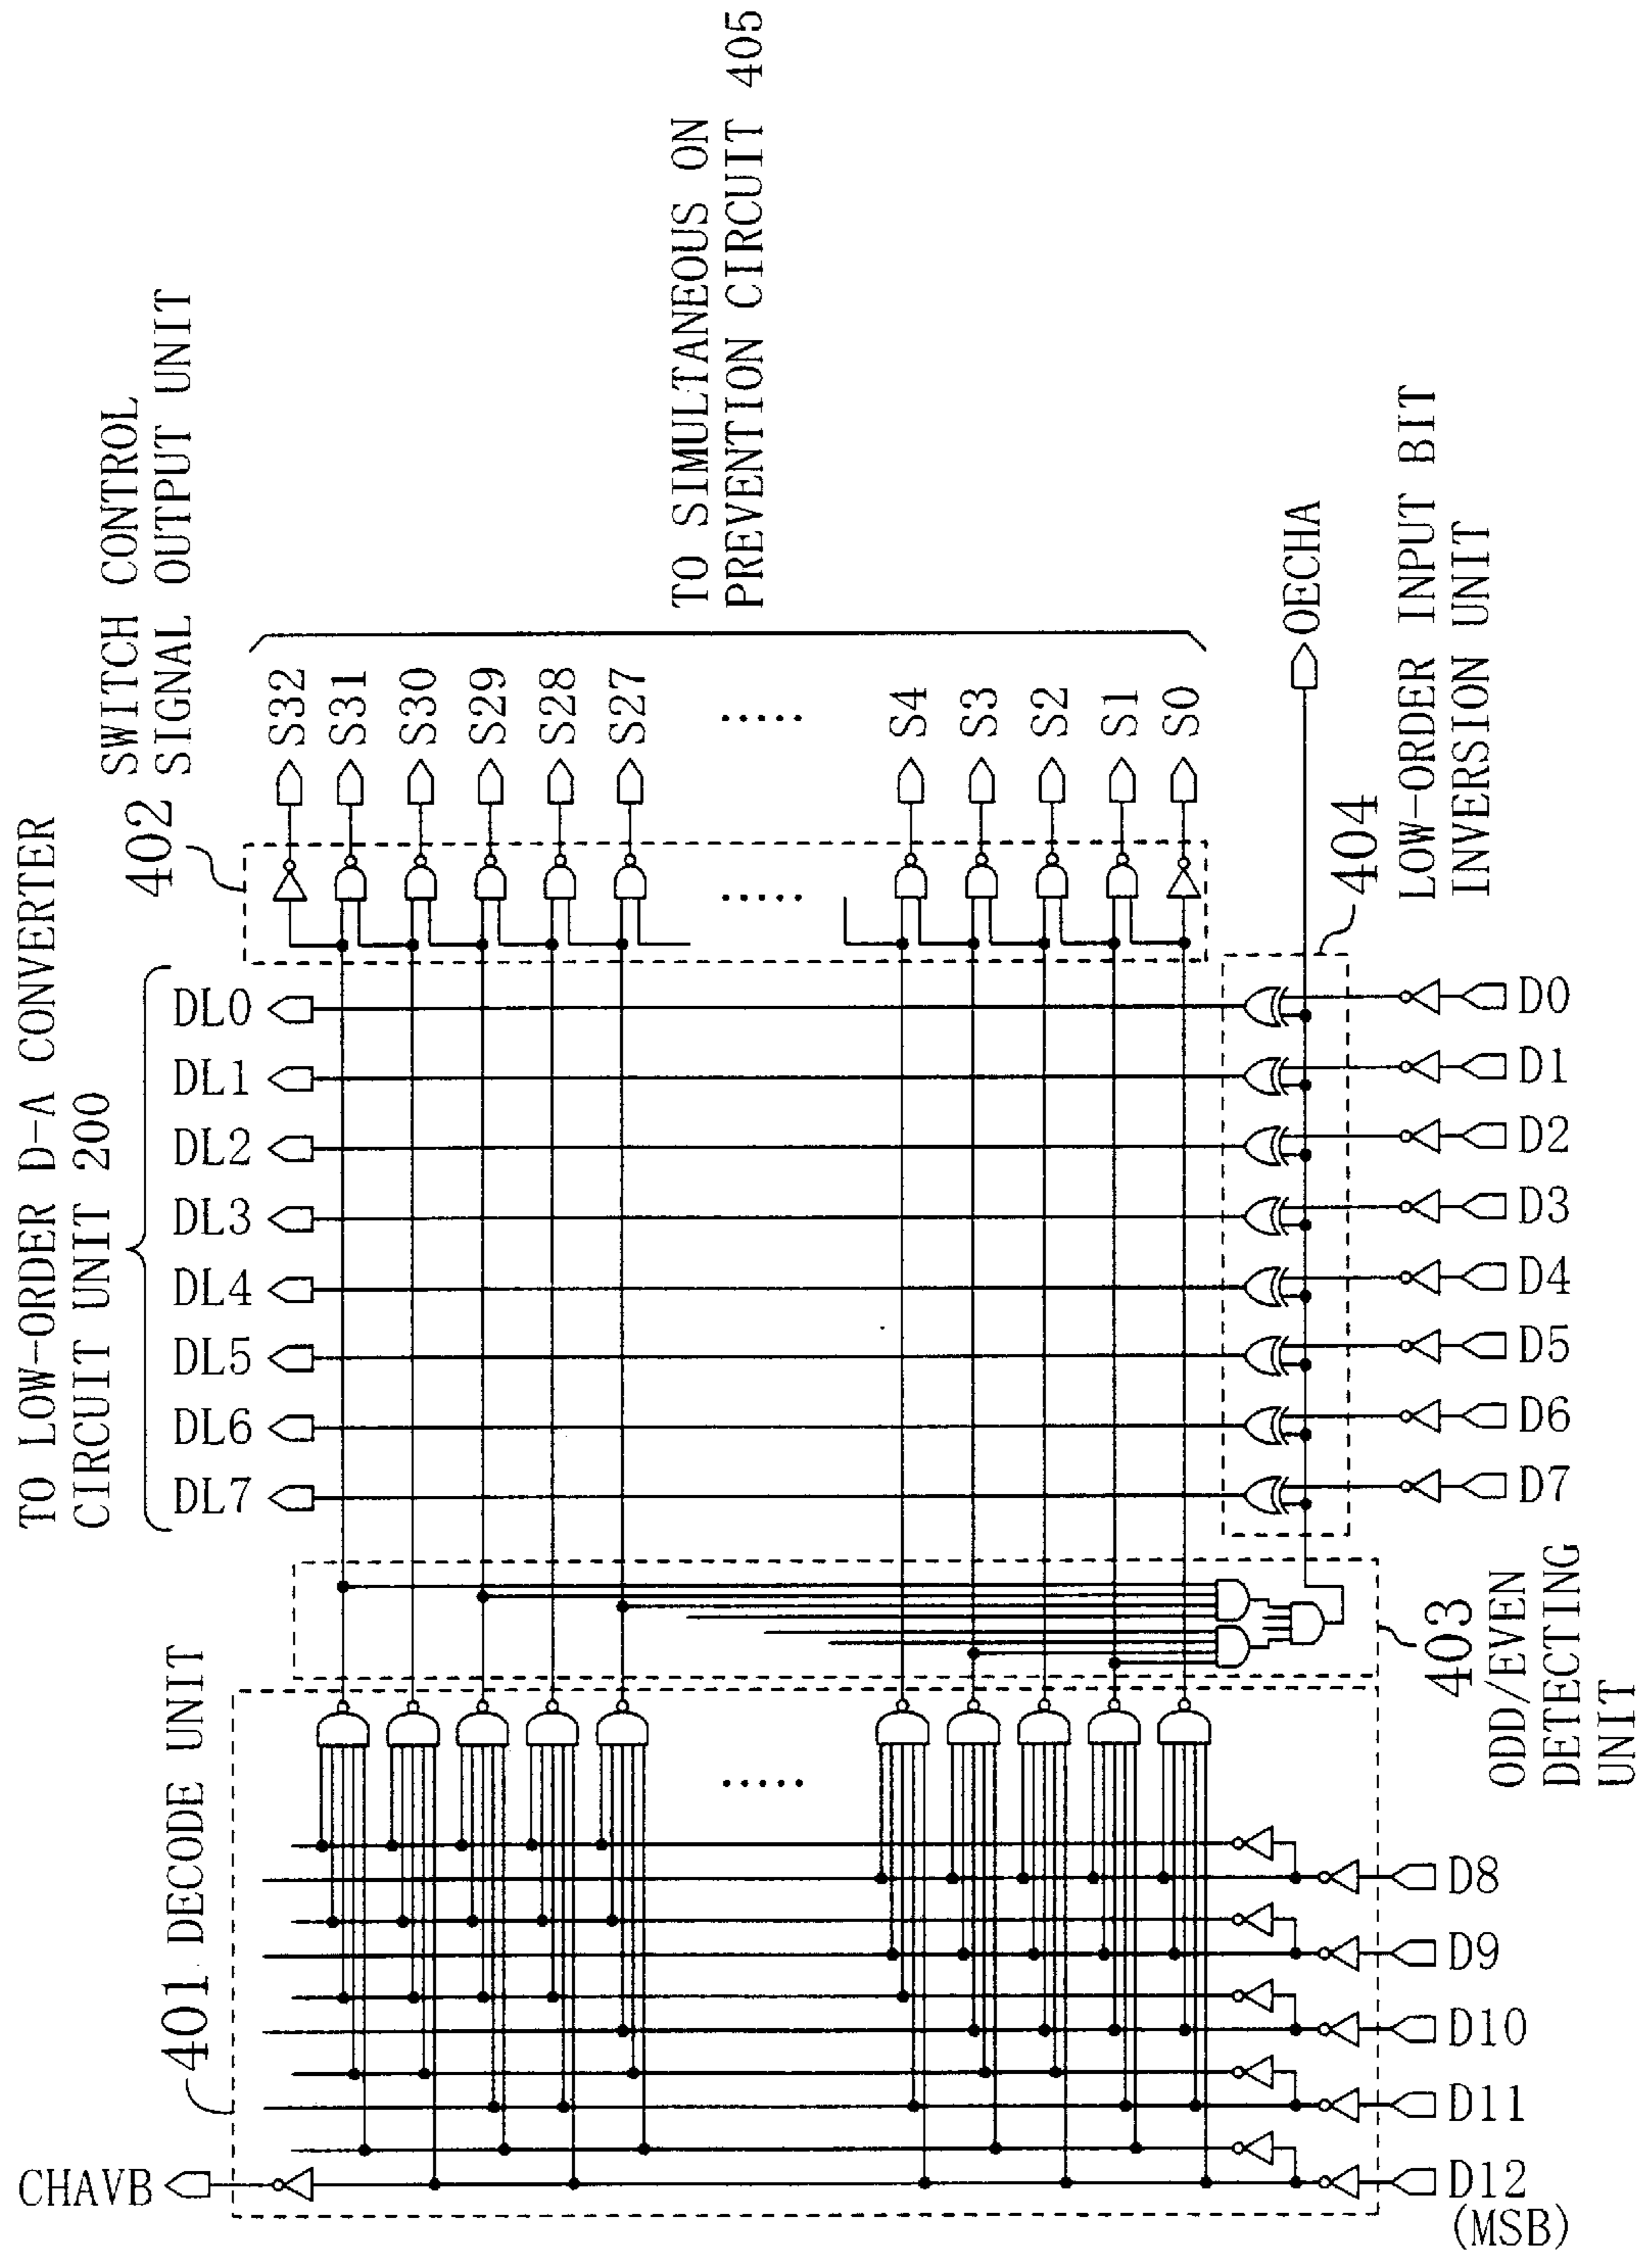 TO LOW-ORDER D-A CONVERTER
CIRCUIT UNIT 200
SWITCH CONTROL
SIGNAL OUTPUT UNIT
402
401 DECODE UNIT
CHAVB
DL7
DL6
DL5
DL4
DL3
DL2
DL1
DL0
S32
S31
S30
S29
S28
S27
.....
S4
S3
S2
S1
S0
TO SIMULTANEOUS ON
PREVENTION CIRCUIT 405
.....
.....
OECHA
404
LOW-ORDER INPUT BIT
INVERSION UNIT
403
ODD/EVEN
DETECTING
UNIT
D12
(MSB)
D11
D10
D9
D8
D7
D6
D5
D4
D3
D2
D1
D0